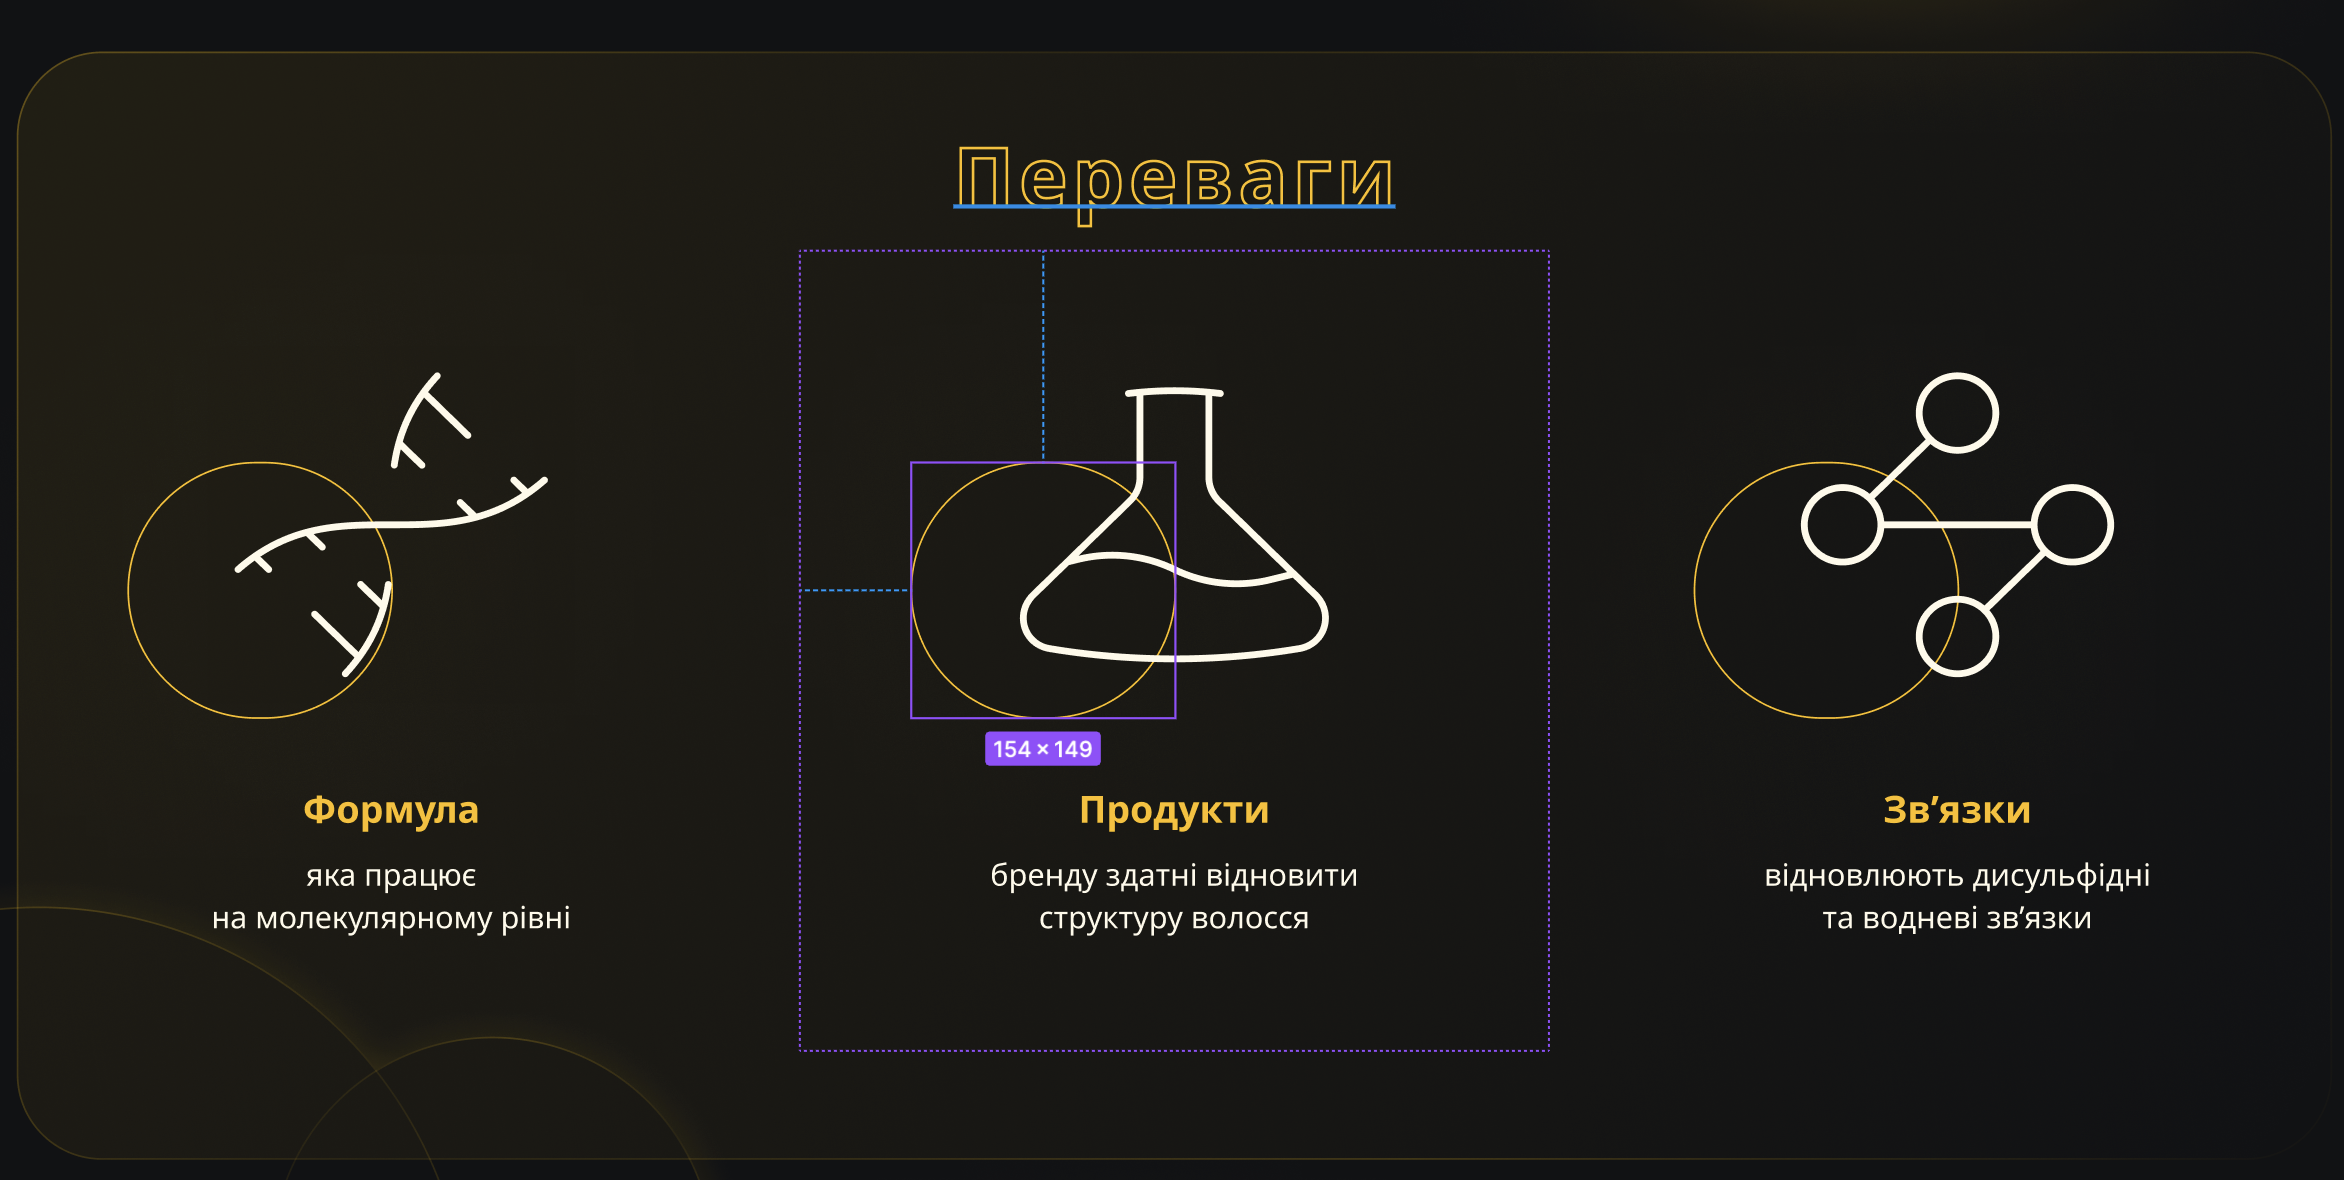 Переваги
154 × 149
Формула
яка працює
на молекулярному рівні
Продукти
бренду здатні відновити
структуру волосся
Зв’язки
відновлюють дисульфідні
та водневі зв’язки